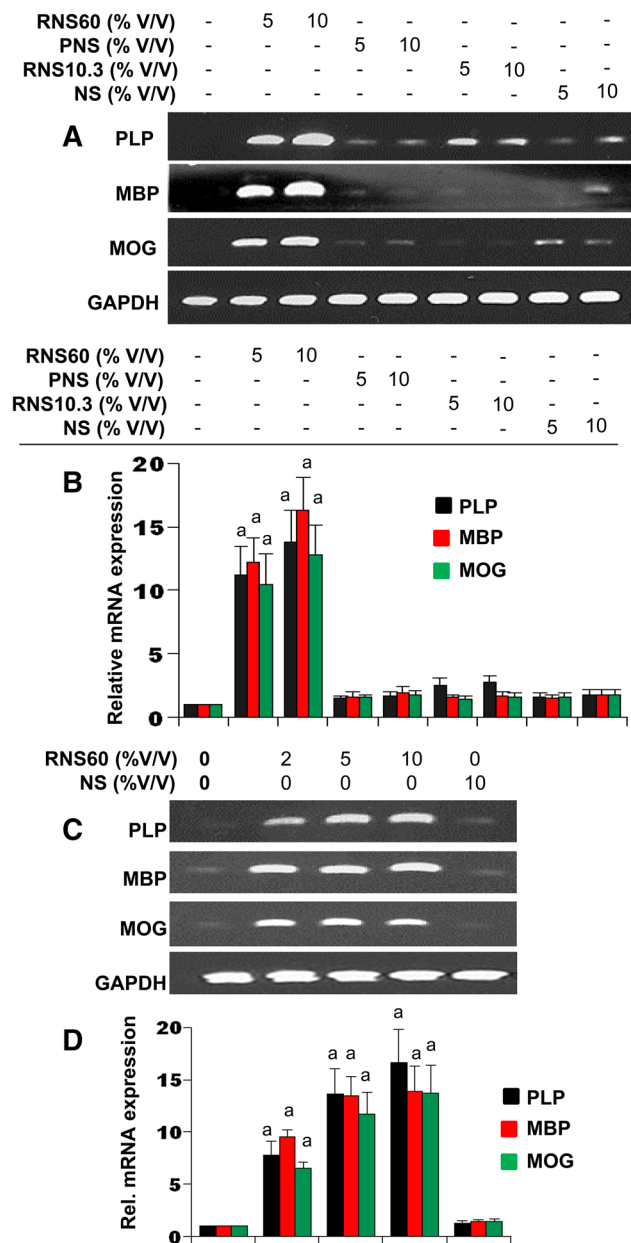 RNS60 (% V/V) - 5 10 - - - - - -
PNS (% V/V) - - - 5 10 - - - -
RNS10.3 (% V/V) - - - - - 5 10 - -
NS (% V/V) - - - - - - - 5 10
A
PLP
MBP
MOG
GAPDH
RNS60 (% V/V) - 5 10 - - - - - -
PNS (% V/V) - - - 5 10 - - - -
RNS10.3 (% V/V) - - - - - 5 10 - -
NS (% V/V) - - - - - - - 5 10
B
Relative mRNA expression
20
15
10
5
0
a a a a a a
PLP
MBP
MOG
RNS60 (%V/V) 0 2 5 10 0
NS (%V/V) 0 0 0 0 10
C
PLP
MBP
MOG
GAPDH
D
Rel. mRNA expression
20
15
10
5
0
a a a a a a a a a
PLP
MBP
MOG